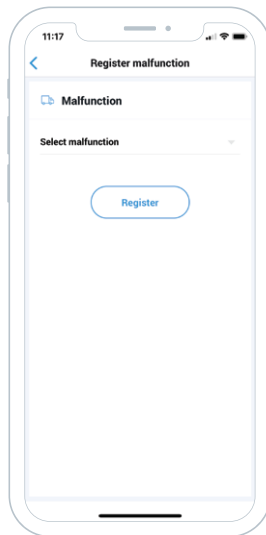 11:17
Register malfunction
Malfunction
Select malfunction
Register